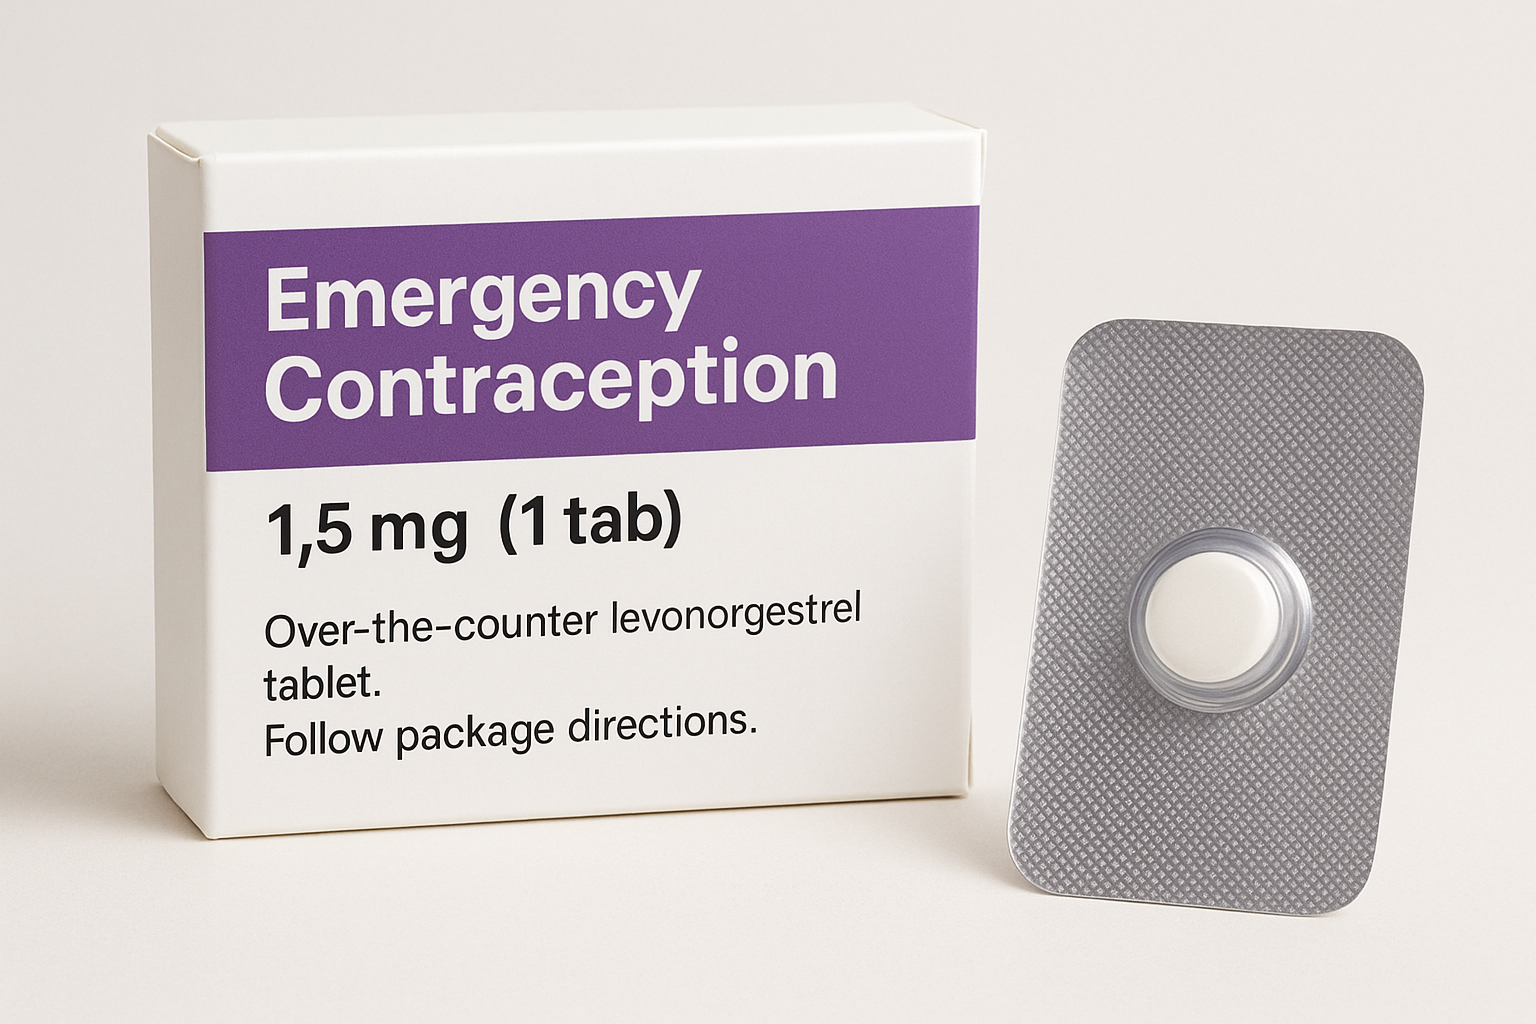 Emergency
Contraception
1,5 mg (1 tab)
Over-the-counter levonorgestrel
tablet.
Follow package directions.